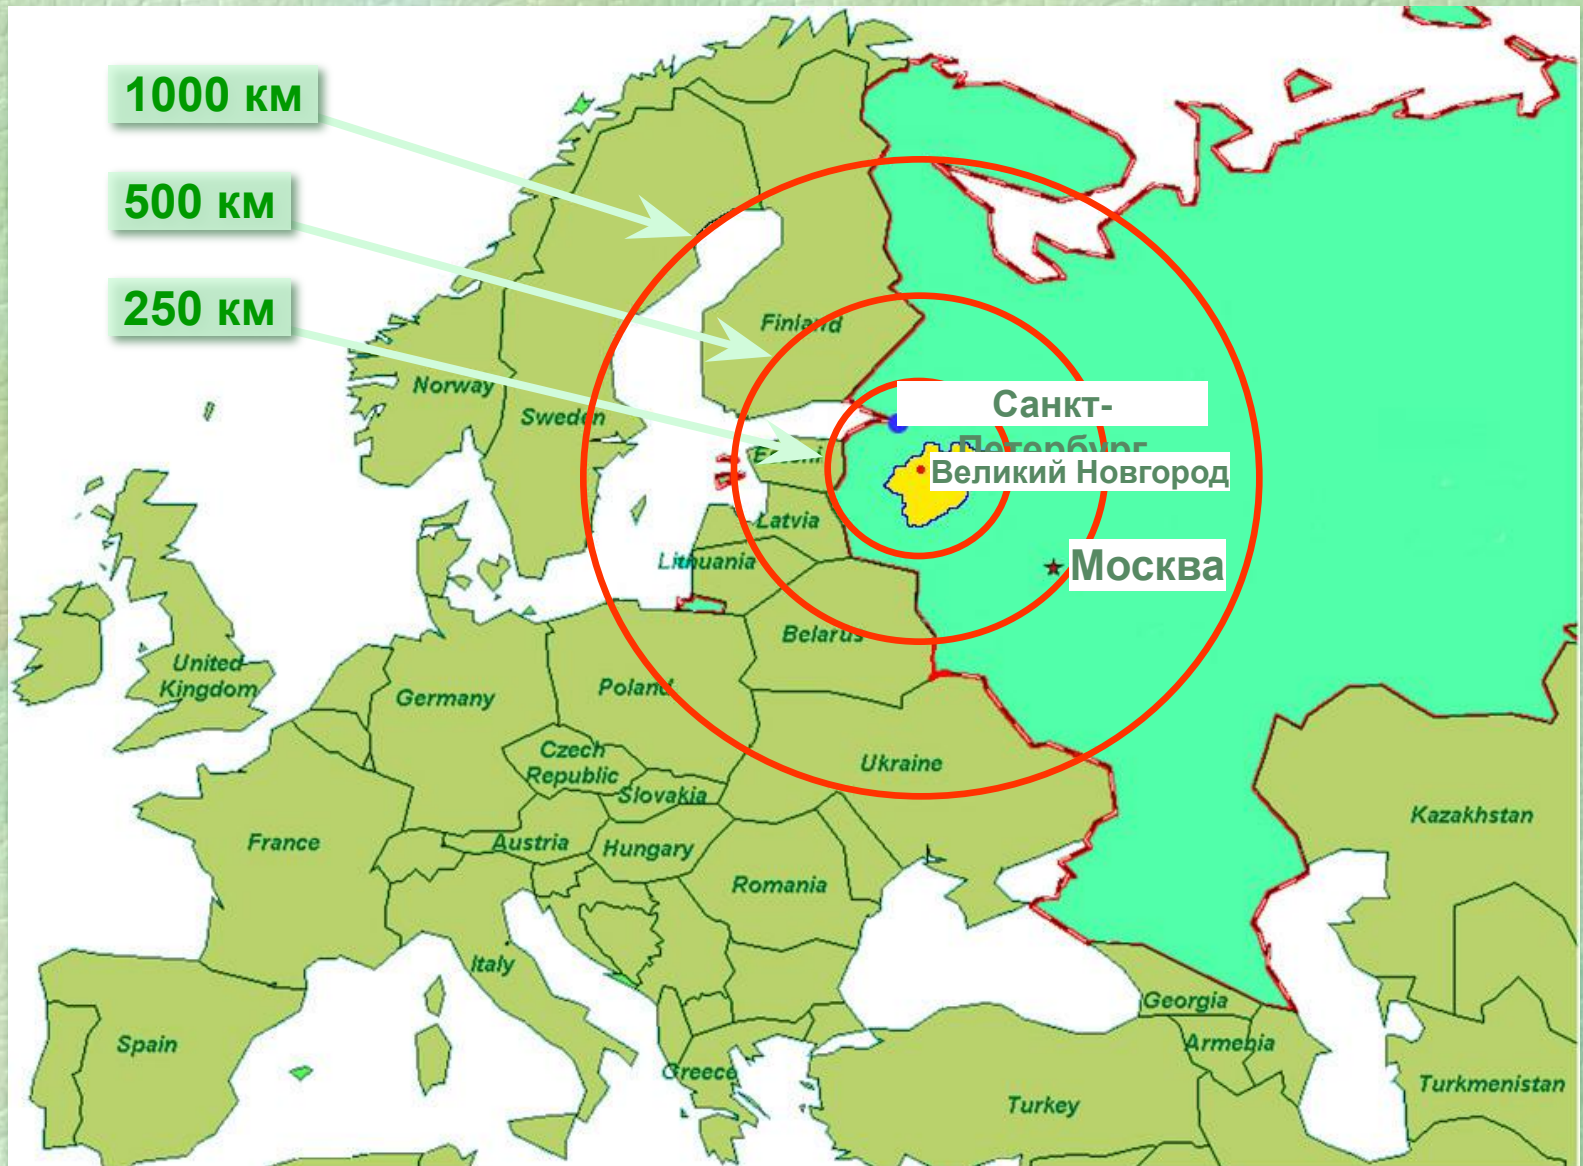 1000 км
500 км
250 км
Finland
Norway
Sweden
Санкт-
Петербург
Великий Новгород
Latvia
Lithuania
Москва
Belarus
United
Kingdom
Germany
Poland
Czech
Republic
Ukraine
Slovakia
France
Austria
Hungary
Kazakhstan
Romania
Italy
Georgia
Spain
Armenia
Greece
Turkey
Turkmenistan